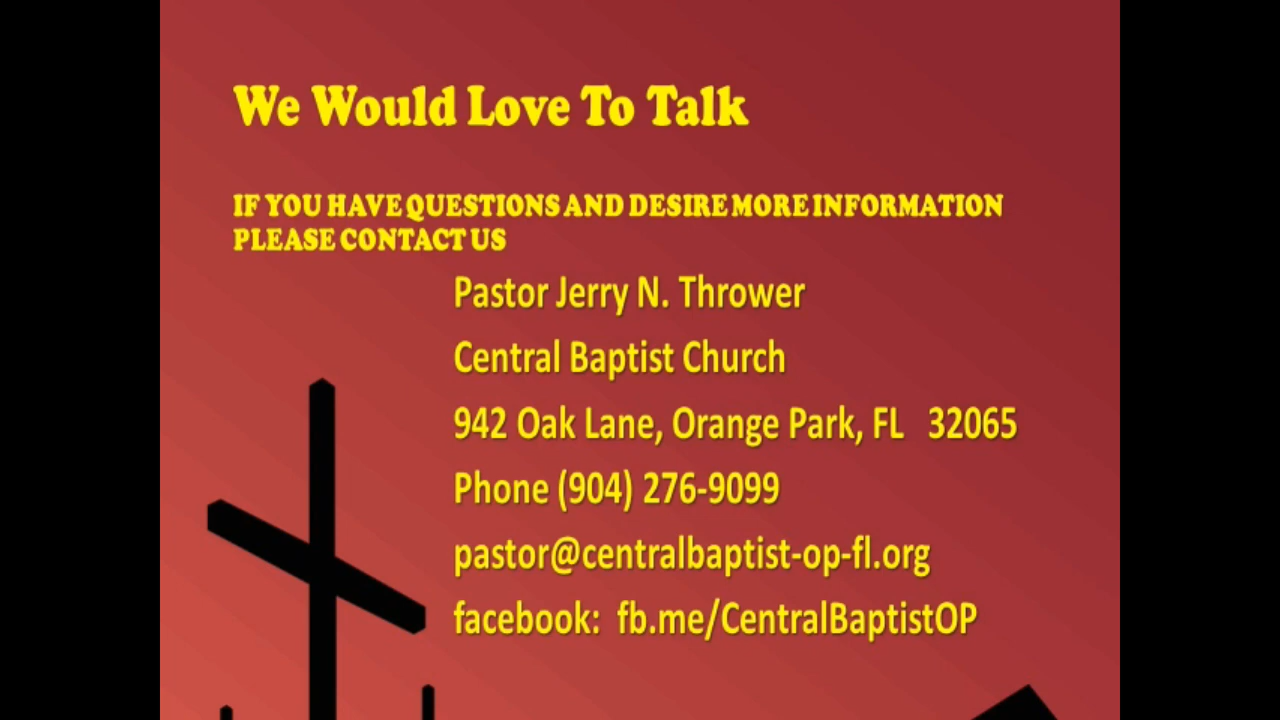 We Would Love To Talk
IF YOU HAVE QUESTIONS AND DESIRE MORE INFORMATION
PLEASE CONTACT US
Pastor Jerry N. Thrower
Central Baptist Church
942 Oak Lane, Orange Park, FL 32065
Phone (904) 276-9099
pastor@centralbaptist-op-fl.org
facebook: fb.me/CentralBaptistOP